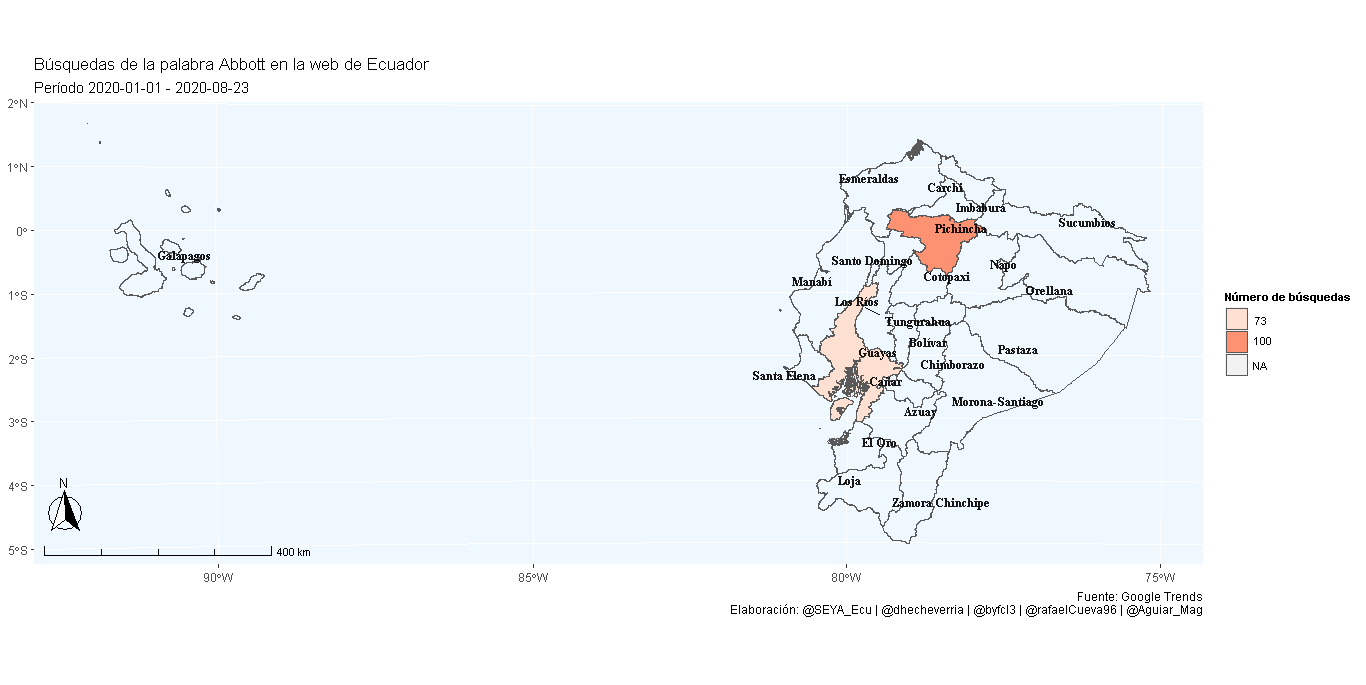 Búsquedas de la palabra Abbott en la web de Ecuador
Período 2020-01-01 - 2020-08-23
2°N
1°N
0°
1°S
2°S
3°S
4°S
5°S
90°W
85°W
80°W
75°W
Esmeraldas
Carchi
Imbabura
Sucumbios
Pichincha
Galápagos
Santo Domingo
Napo
Cotopaxi
Manabí
Orellana
Los Ríos
Tungurahua
Bolívar
Pastaza
Guayas
Chimborazo
Santa Elena
Cañar
Morona-Santiago
Azuay
El Oro
Loja
Zamora Chinchipe
N
400 km
Número de búsquedas
73
100
NA
Fuente: Google Trends
Elaboración: @SEYA_Ecu | @dhecheverria | @byfcl3 | @rafaelCueva96 | @Aguiar_Mag